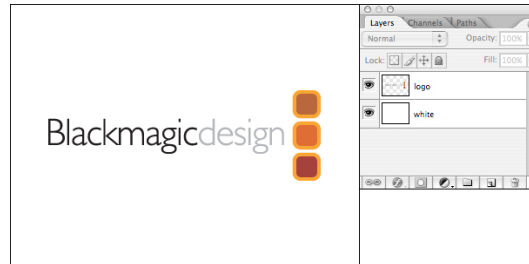 Blackmagicdesign
Layers Channels Paths
Normal Opacity: 100%
Lock: Fill: 100%
logo
white